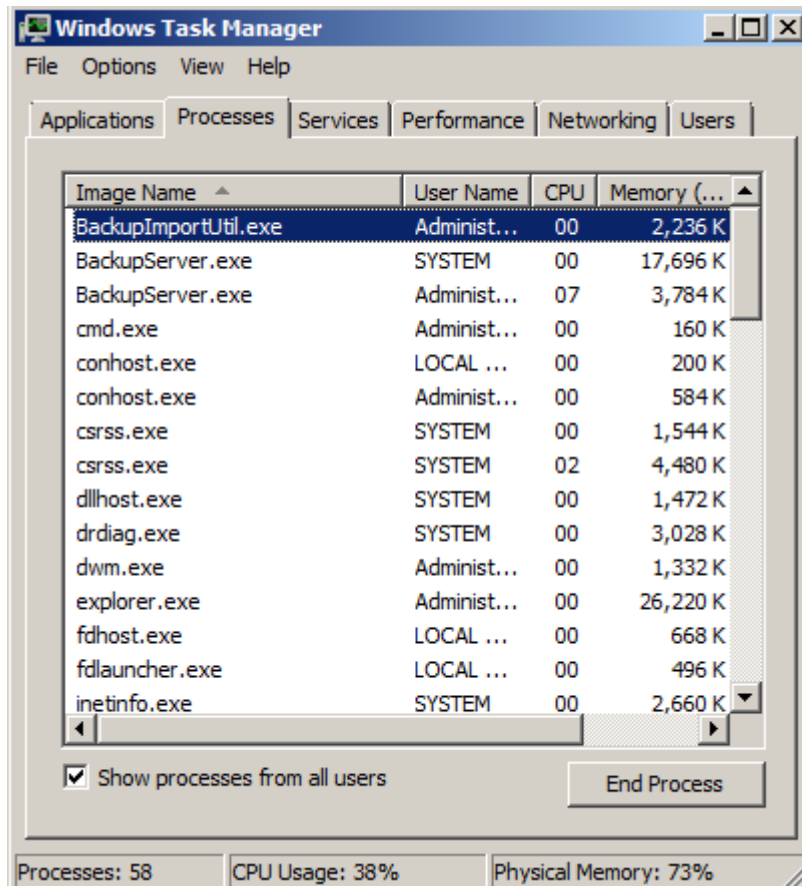 Windows Task Manager
File Options View Help
Applications Processes Services Performance Networking Users
Image Name User Name CPU Memory (...
BackupImportUtil.exe Administ... 00 2,236 K
BackupServer.exe SYSTEM 00 17,696 K
BackupServer.exe Administ... 07 3,784 K
cmd.exe Administ... 00 160 K
conhost.exe LOCAL ... 00 200 K
conhost.exe Administ... 00 584 K
csrss.exe SYSTEM 00 1,544 K
csrss.exe SYSTEM 02 4,480 K
dllhost.exe SYSTEM 00 1,472 K
drdiag.exe SYSTEM 00 3,028 K
dwm.exe Administ... 00 1,332 K
explorer.exe Administ... 00 26,220 K
fdhost.exe LOCAL ... 00 668 K
fdlauncher.exe LOCAL ... 00 496 K
inetinfo.exe SYSTEM 00 2,660 K
Show processes from all users End Process
Processes: 58 CPU Usage: 38% Physical Memory: 73%